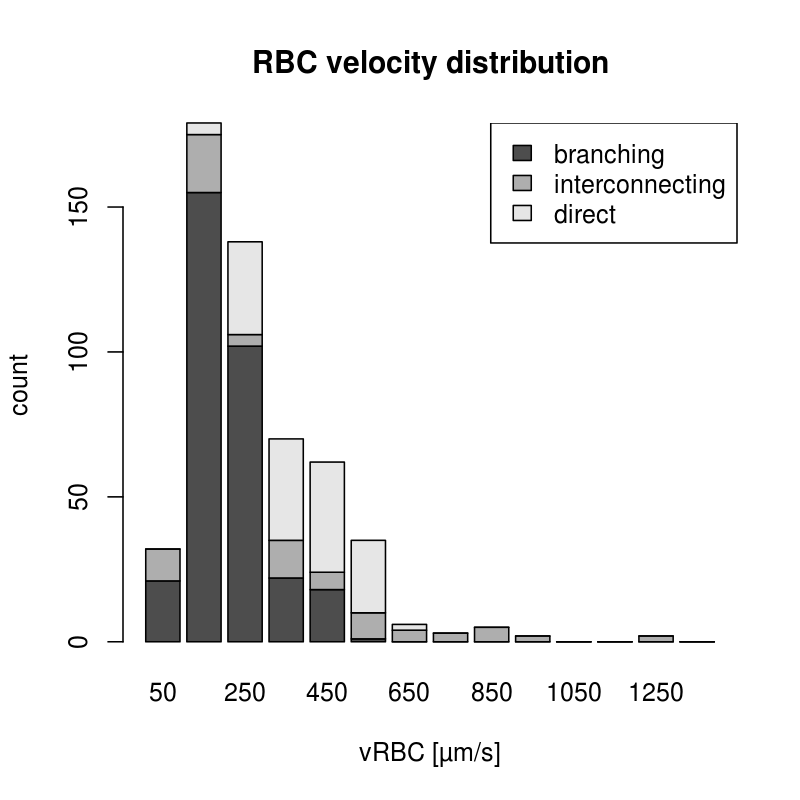 RBC velocity distribution
branching
interconnecting
direct
150
100
50
0
count
50 250 450 650 850 1050 1250
vRBC [µm/s]